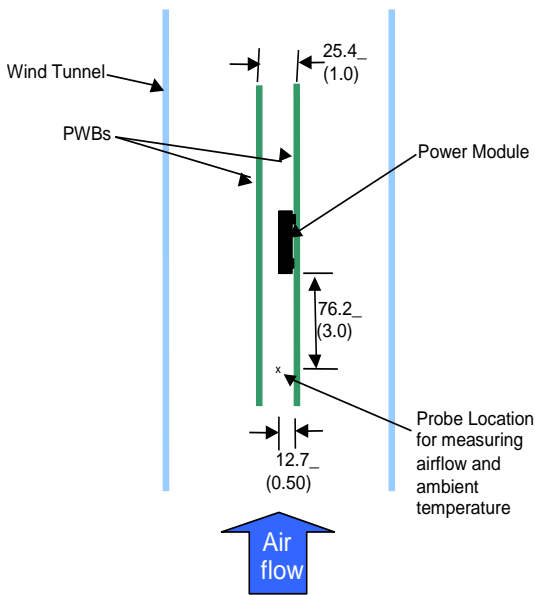 25.4_
(1.0)
Wind Tunnel
PWBs
Power Module
76.2_
(3.0)
x
Probe Location
for measuring
airflow and
ambient
temperature
12.7_
(0.50)
Air
flow